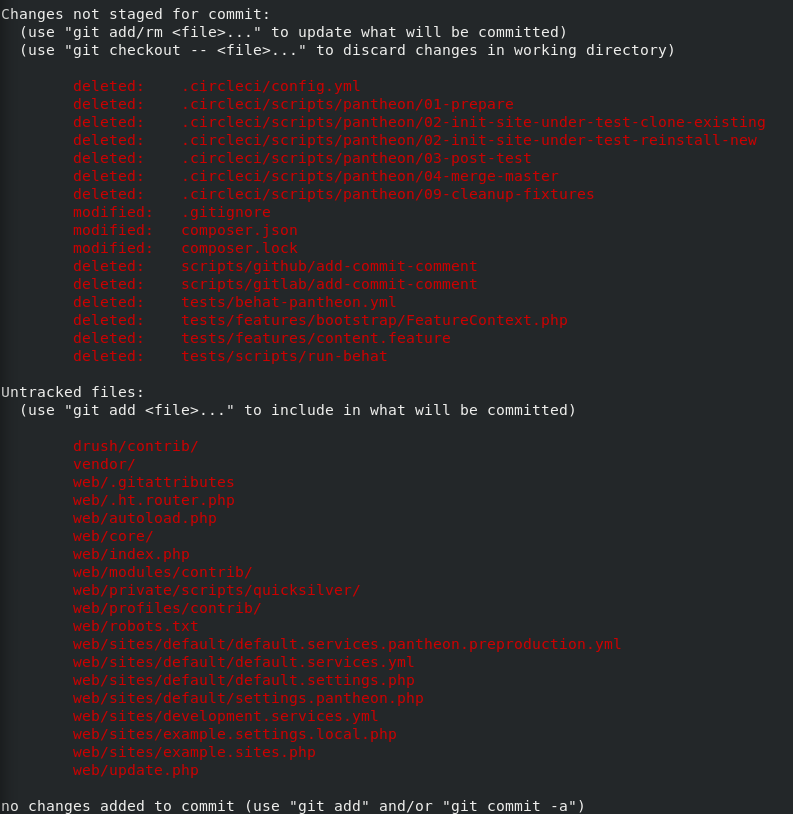 Changes not staged for commit:
(use "git add/rm <file>..." to update what will be committed)
(use "git checkout -- <file>..." to discard changes in working directory)
deleted: .circleci/config.yml
deleted: .circleci/scripts/pantheon/01-prepare
deleted: .circleci/scripts/pantheon/02-init-site-under-test-clone-existing
deleted: .circleci/scripts/pantheon/02-init-site-under-test-reinstall-new
deleted: .circleci/scripts/pantheon/03-post-test
deleted: .circleci/scripts/pantheon/04-merge-master
deleted: .circleci/scripts/pantheon/09-cleanup-fixtures
modified: .gitignore
modified: composer.json
modified: composer.lock
deleted: scripts/github/add-commit-comment
deleted: scripts/gitlab/add-commit-comment
deleted: tests/behat-pantheon.yml
deleted: tests/features/bootstrap/FeatureContext.php
deleted: tests/features/content.feature
deleted: tests/scripts/run-behat
Untracked files:
(use "git add <file>..." to include in what will be committed)
drush/contrib/
vendor/
web/.gitattributes
web/.ht.router.php
web/autoload.php
web/core/
web/index.php
web/modules/contrib/
web/private/scripts/quicksilver/
web/profiles/contrib/
web/robots.txt
web/sites/default/default.services.pantheon.preproduction.yml
web/sites/default/default.services.yml
web/sites/default/default.settings.php
web/sites/default/settings.pantheon.php
web/sites/development.services.yml
web/sites/example.settings.local.php
web/sites/example.sites.php
web/update.php
no changes added to commit (use "git add" and/or "git commit -a")